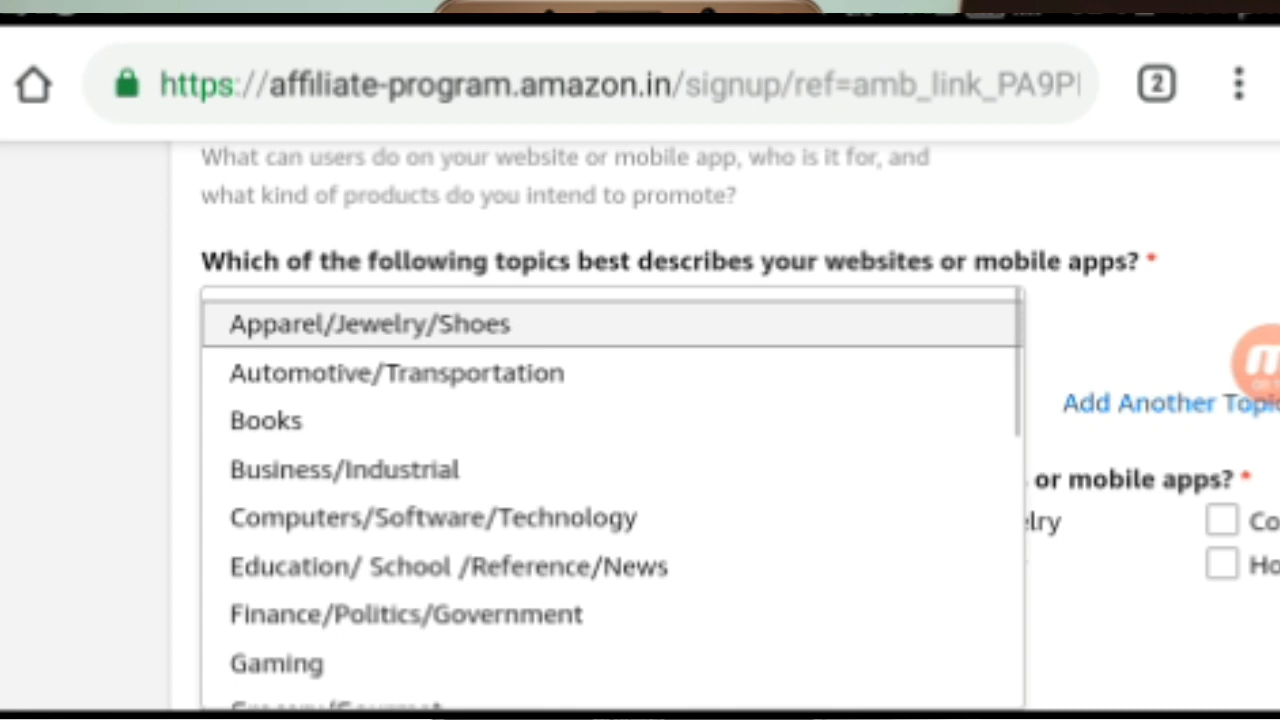 2
https://affiliate-program.amazon.in/signup/ref=amb_link_PA9P
What can users do on your website or mobile app, who is it for, and
what kind of products do you intend to promote?
Which of the following topics best describes your websites or mobile apps? *
Apparel/Jewelry/Shoes
Automotive/Transportation
Books
Add Another Topic
Business/Industrial
or mobile apps? *
Computers/Software/Technology
lry
Co
Education/ School /Reference/News
Ho
Finance/Politics/Government
Gaming